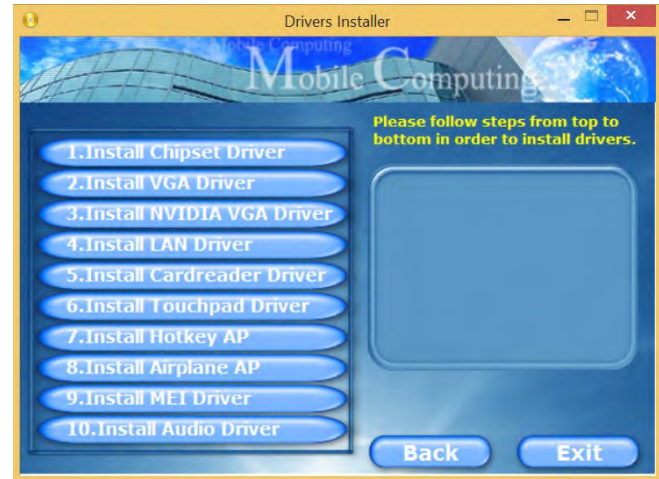 Drivers Installer
Mobile Computing
Mobile Computing
Please follow steps from top to
bottom in order to install drivers.
1.Install Chipset Driver
2.Install VGA Driver
3.Install NVIDIA VGA Driver
4.Install LAN Driver
5.Install Cardreader Driver
6.Install Touchpad Driver
7.Install Hotkey AP
8.Install Airplane AP
9.Install MEI Driver
10.Install Audio Driver
Back
Exit